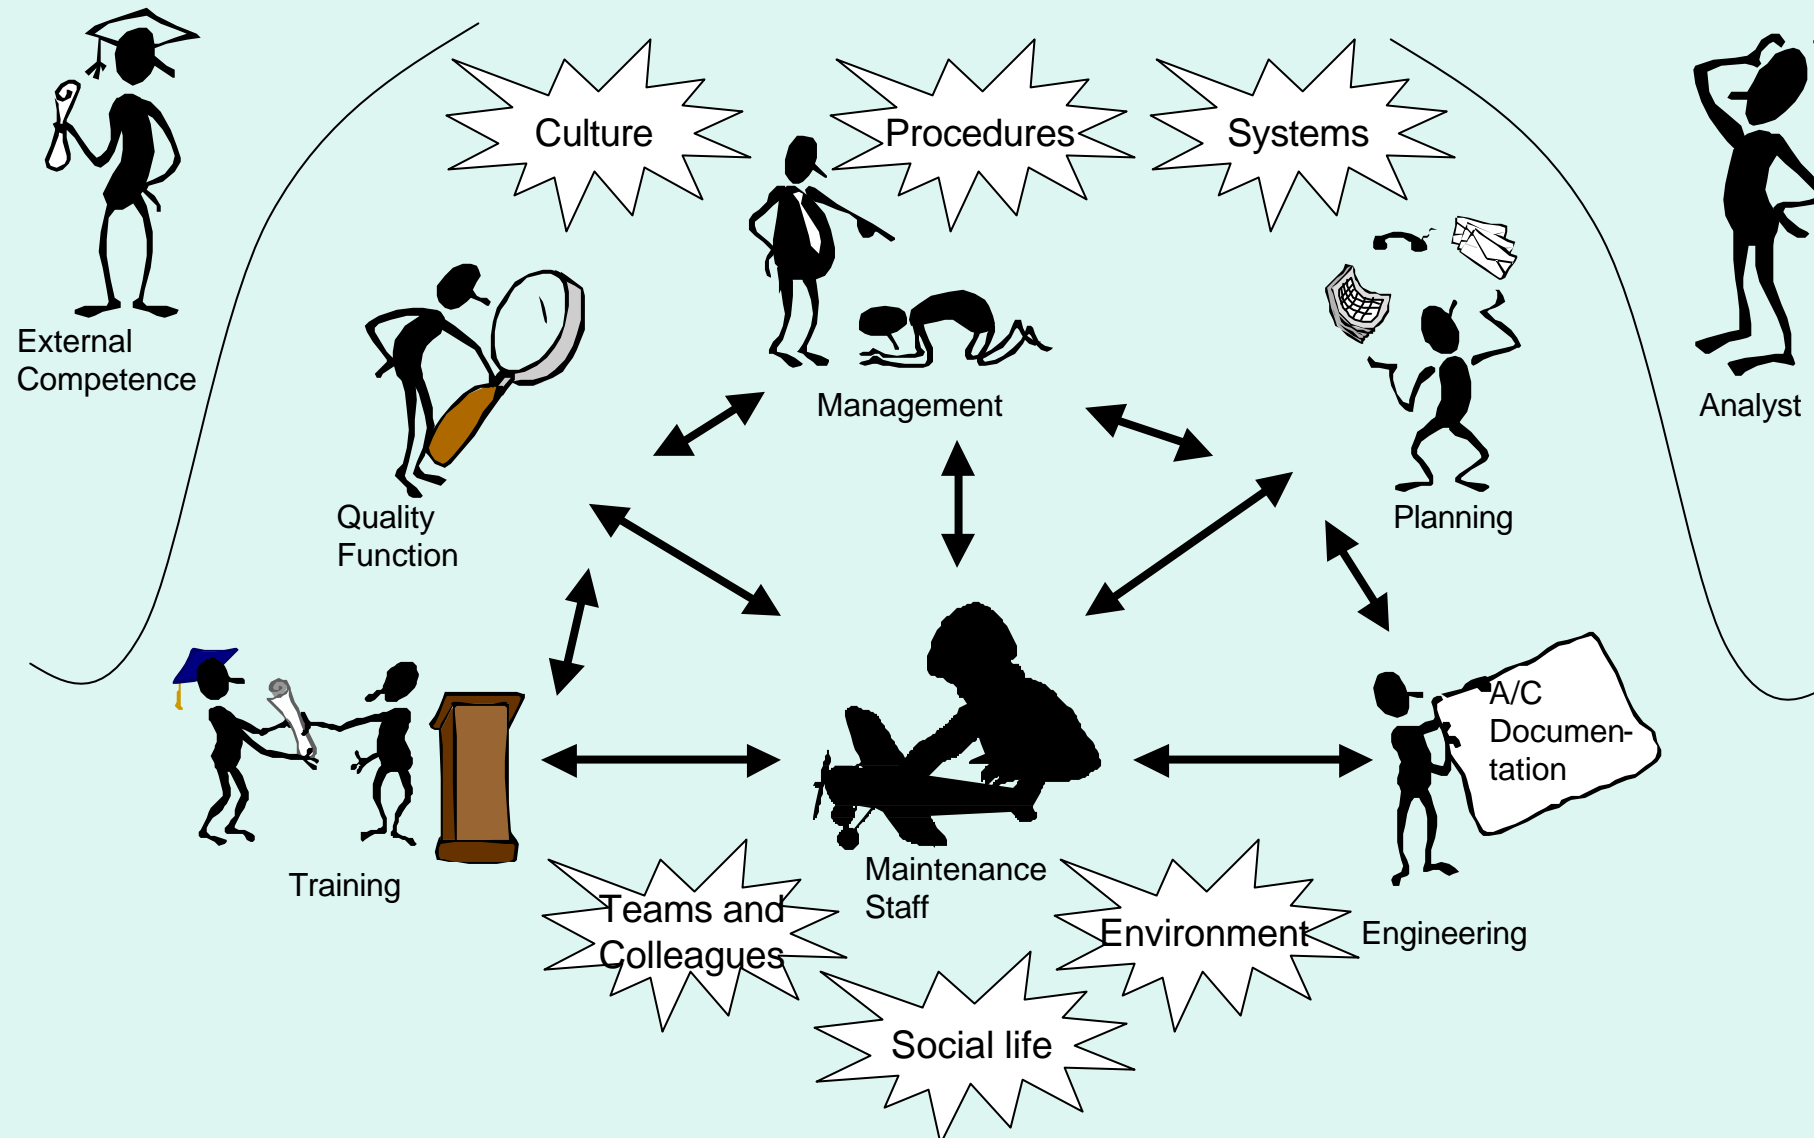 Culture
Procedures
Systems
External
Competence
Management
Analyst
Quality
Function
Planning
A/C
Documen-
tation
Training
Maintenance
Staff
Teams and
Colleagues
Environment
Engineering
Social life